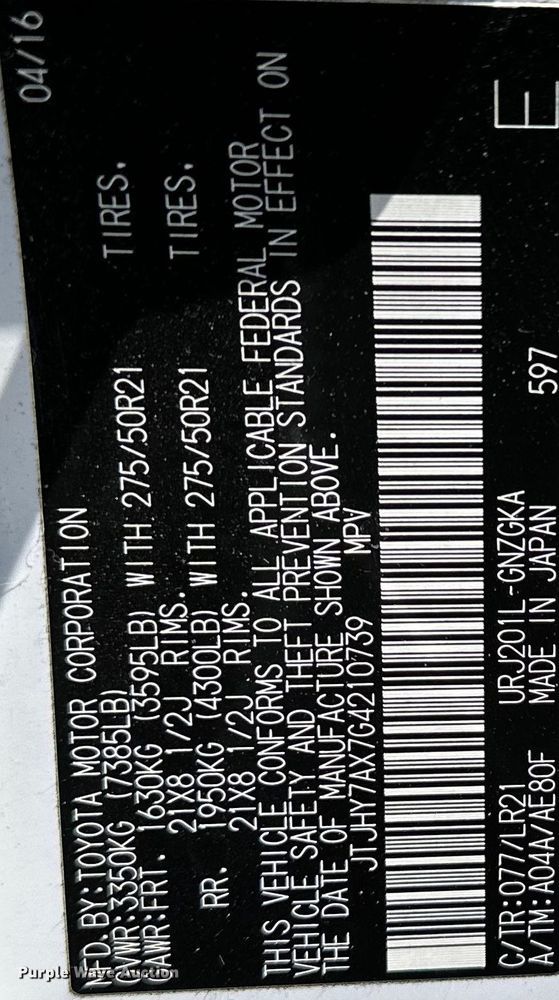 MFD.BY:TOYOTA MOTOR CORPORATION 04/16
GVWR:3350KG (7385LB)
GAWR:FRT. 1630KG (3595LB) WITH 275/50R21 TIRES.
21X8 1/2J RIMS.
RR. 1950KG (4300LB) WITH 275/50R21 TIRES.
21X8 1/2J RIMS.
THIS VEHICLE CONFORMS TO ALL APPLICABLE FEDERAL MOTOR
VEHICLE SAFETY AND THEFT PREVENTION STANDARDS IN EFFECT ON
THE DATE OF MANUFACTURE SHOWN ABOVE.
JTJHY7AX7G4210739 MPV
C/TR:077/LR21 URJ201L-GNZGKA E
A/TM:A04A/AE80F MADE IN JAPAN 597
Purple Wave Auction